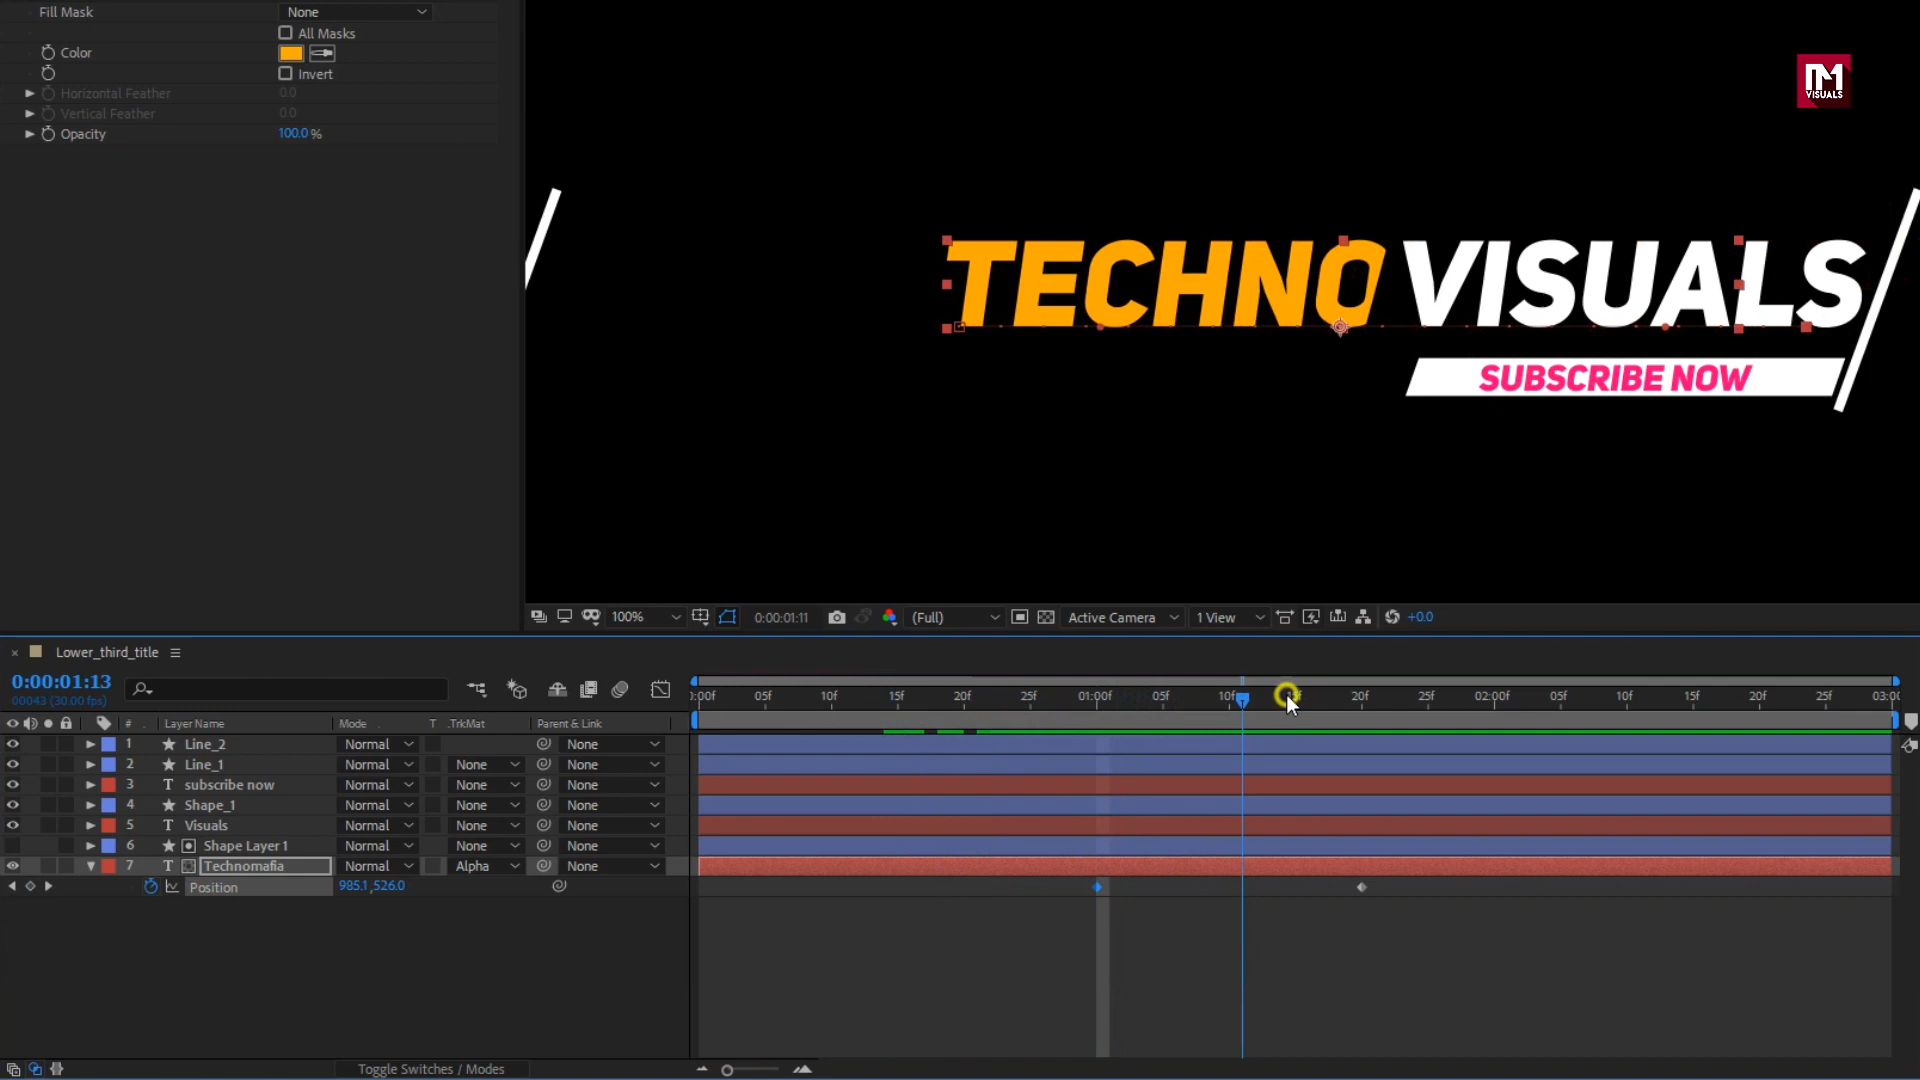 Fill Mask None
All Masks
Color
Invert
Horizontal Feather 0.0
Vertical Feather 0.0
Opacity 100.0 %
VISUALS
TECHNO VISUALS
SUBSCRIBE NOW
100% 0:00:01:11 (Full) Active Camera 1 View +0.0
Lower_third_title
0:00:01:13
00043 (30.00 fps)
:00f 05f 10f 15f 20f 25f 01:00f 05f 10f 15f 20f 25f 02:00f 05f 10f 15f 20f 25f 03:00
# Layer Name Mode T .TrkMat Parent & Link
1 Line_2 Normal None
2 Line_1 Normal None None
3 subscribe now Normal None None
4 Shape_1 Normal None None
5 Visuals Normal None None
6 Shape Layer 1 Normal None None
7 Technomafia Normal Alpha None
Position 985.1,526.0
Toggle Switches / Modes